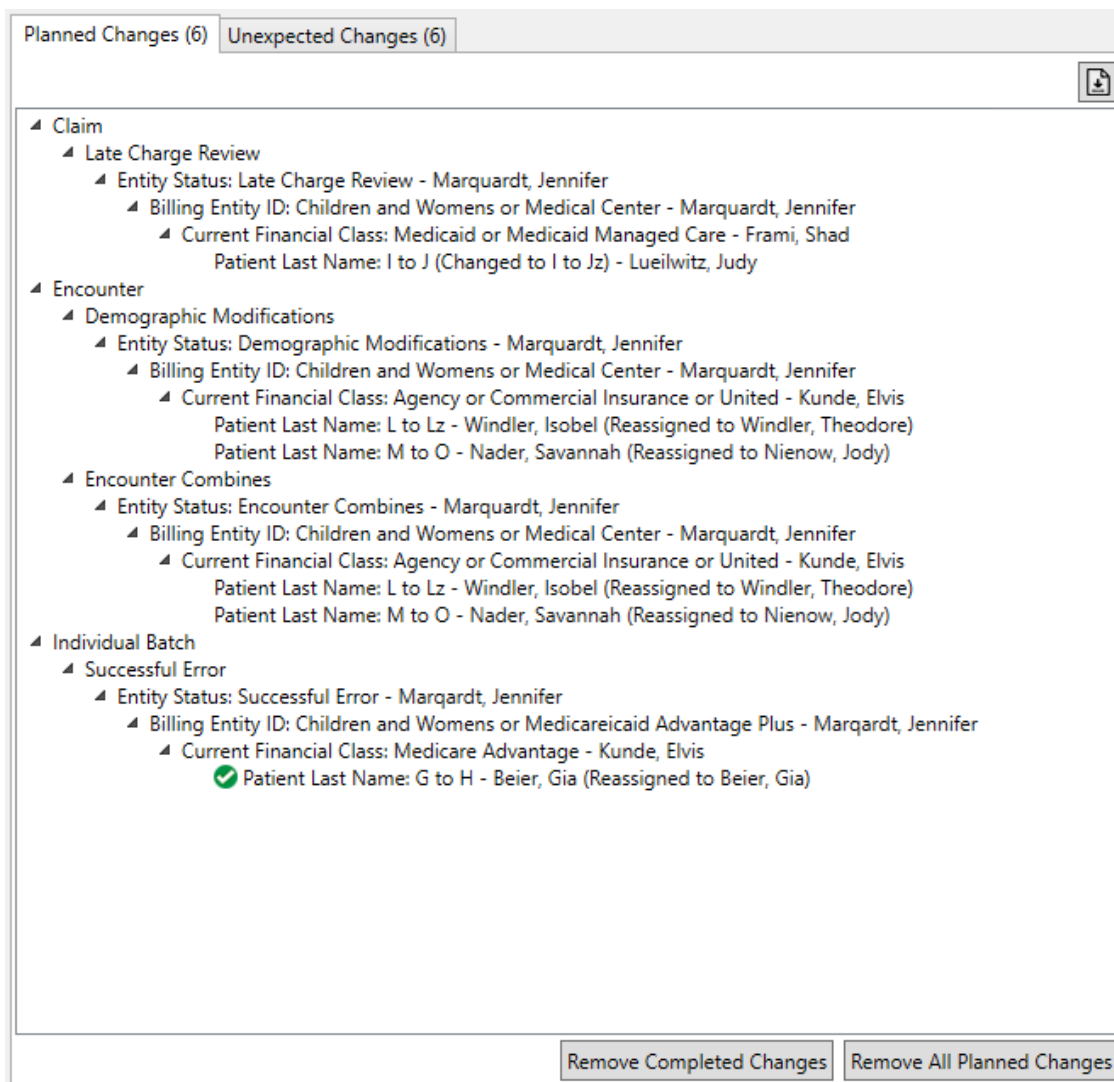 Planned Changes (6)
Unexpected Changes (6)
Claim
Late Charge Review
Entity Status: Late Charge Review - Marquardt, Jennifer
Billing Entity ID: Children and Womens or Medical Center - Marquardt, Jennifer
Current Financial Class: Medicaid or Medicaid Managed Care - Frami, Shad
Patient Last Name: I to J (Changed to I to Jz) - Lueilwitz, Judy
Encounter
Demographic Modifications
Entity Status: Demographic Modifications - Marquardt, Jennifer
Billing Entity ID: Children and Womens or Medical Center - Marquardt, Jennifer
Current Financial Class: Agency or Commercial Insurance or United - Kunde, Elvis
Patient Last Name: L to Lz - Windler, Isobel (Reassigned to Windler, Theodore)
Patient Last Name: M to O - Nader, Savannah (Reassigned to Nienow, Jody)
Encounter Combines
Entity Status: Encounter Combines - Marquardt, Jennifer
Billing Entity ID: Children and Womens or Medical Center - Marquardt, Jennifer
Current Financial Class: Agency or Commercial Insurance or United - Kunde, Elvis
Patient Last Name: L to Lz - Windler, Isobel (Reassigned to Windler, Theodore)
Patient Last Name: M to O - Nader, Savannah (Reassigned to Nienow, Jody)
Individual Batch
Successful Error
Entity Status: Successful Error - Marqardt, Jennifer
Billing Entity ID: Children and Womens or Medicareicaid Advantage Plus - Marqardt, Jennifer
Current Financial Class: Medicare Advantage - Kunde, Elvis
Patient Last Name: G to H - Beier, Gia (Reassigned to Beier, Gia)
Remove Completed Changes
Remove All Planned Changes